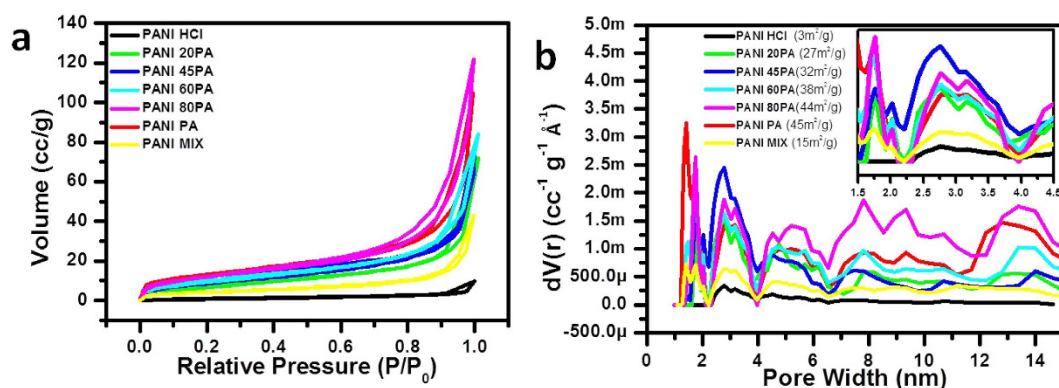 a
140
120
100
80
60
40
20
0
Volume (cc/g)
PANI HCl
PANI 20PA
PANI 45PA
PANI 60PA
PANI 80PA
PANI PA
PANI MIX
0.0 0.2 0.4 0.6 0.8 1.0
Relative Pressure (P/P₀)
b
5.0m
4.5m
4.0m
3.5m
3.0m
2.5m
2.0m
1.5m
1.0m
500.0µ
0.0
-500.0µ
dV(r) (cc⁻¹ g⁻¹ Å⁻¹)
PANI HCl (3m²/g)
PANI 20PA (27m²/g)
PANI 45PA (32m²/g)
PANI 60PA(38m²/g)
PANI 80PA(44m²/g)
PANI PA (45m²/g)
PANI MIX (15m²/g)
1.5 2.0 2.5 3.0 3.5 4.0 4.5
0 2 4 6 8 10 12 14
Pore Width (nm)